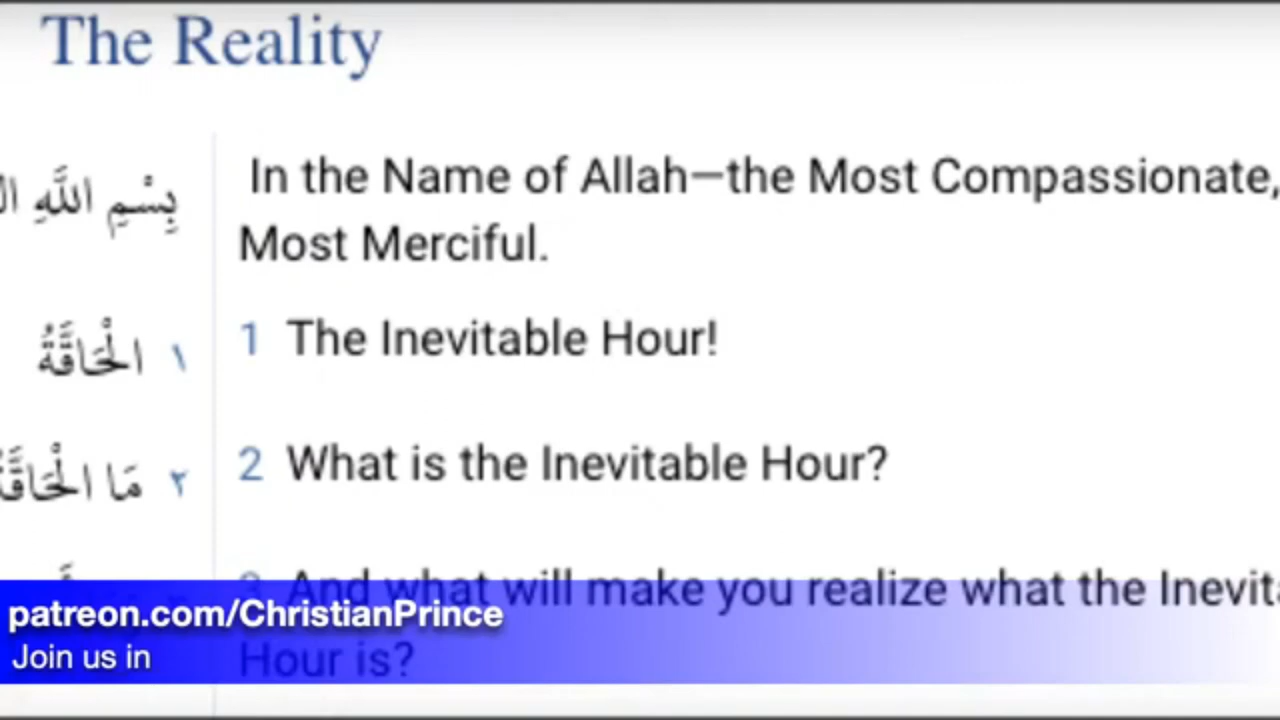 The Reality
بِسْمِ اللَّهِ
In the Name of Allah—the Most Compassionate,
Most Merciful.
١ الْحَاقَّةُ
1 The Inevitable Hour!
٢ مَا الْحَاقَّةُ
2 What is the Inevitable Hour?
3 And what will make you realize what the Inevita
Hour is?
patreon.com/ChristianPrince
Join us in